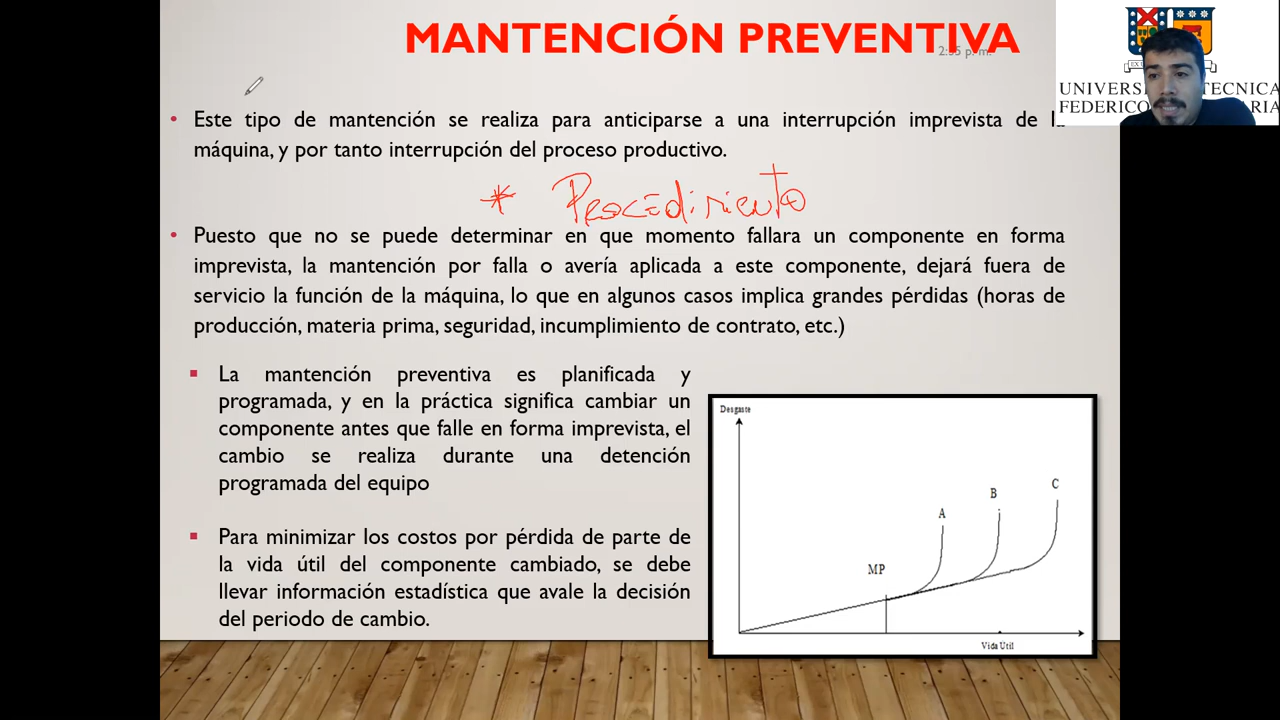 MANTENCIÓN PREVENTIVA
2:55 p. m.
UNIVERSI TECNICA
FEDERICO ARIA
• Este tipo de mantención se realiza para anticiparse a una interrupción imprevista de la
máquina, y por tanto interrupción del proceso productivo.
* Procedimiento
• Puesto que no se puede determinar en que momento fallara un componente en forma
imprevista, la mantención por falla o avería aplicada a este componente, dejará fuera de
servicio la función de la máquina, lo que en algunos casos implica grandes pérdidas (horas de
producción, materia prima, seguridad, incumplimiento de contrato, etc.)
▪ La mantención preventiva es planificada y
programada, y en la práctica significa cambiar un
componente antes que falle en forma imprevista, el
cambio se realiza durante una detención
programada del equipo
▪ Para minimizar los costos por pérdida de parte de
la vida útil del componente cambiado, se debe
llevar información estadística que avale la decisión
del periodo de cambio.
Desgaste
C
B
A
MP
Vida Util